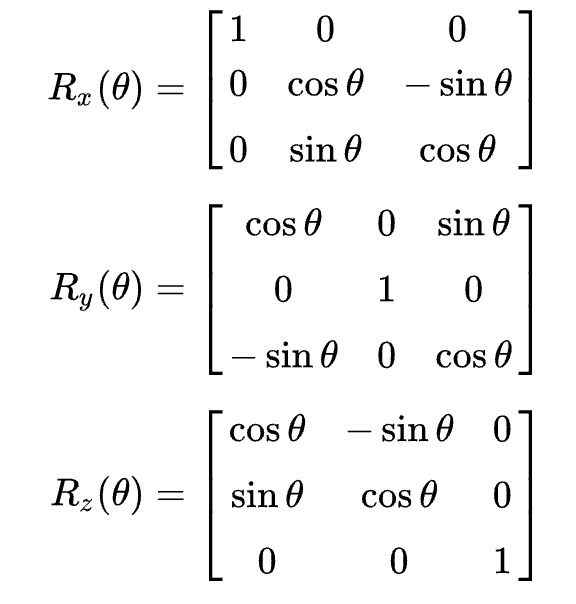 1 0 0
R_x(θ) = 0 cos θ − sin θ
0 sin θ cos θ
cos θ 0 sin θ
R_y(θ) = 0 1 0
− sin θ 0 cos θ
cos θ − sin θ 0
R_z(θ) = sin θ cos θ 0
0 0 1